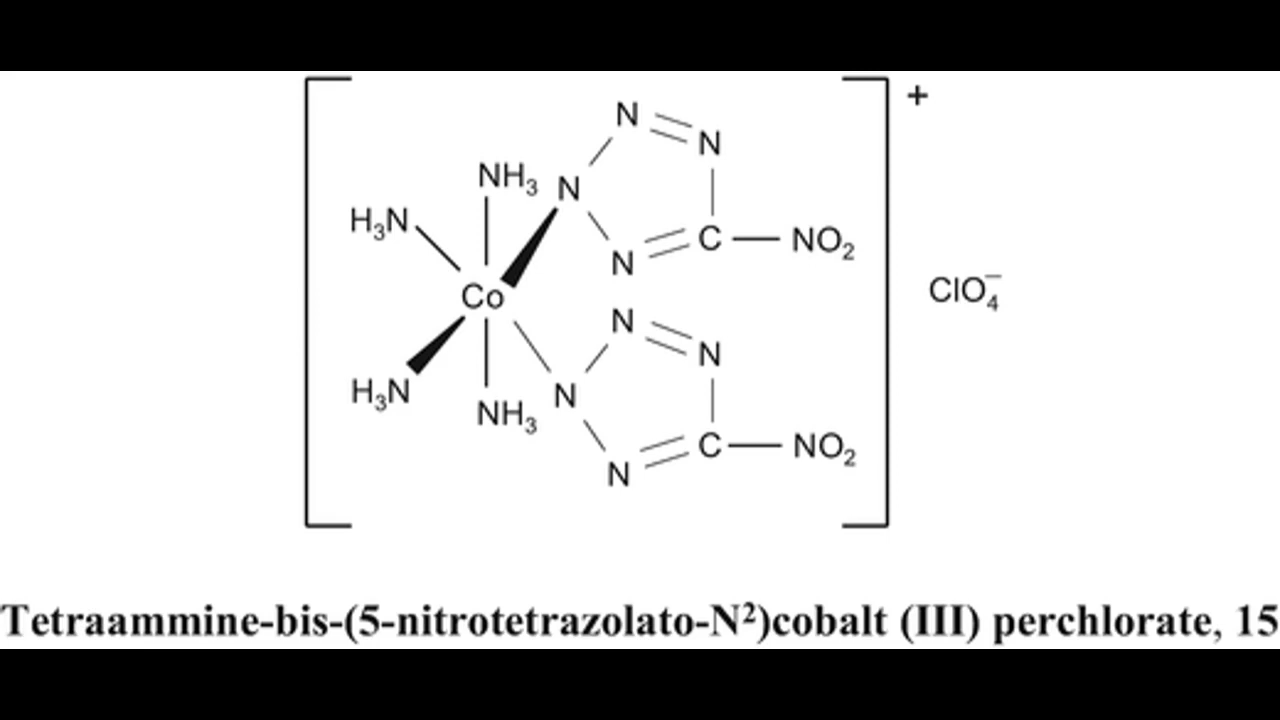 +
N N
NH₃ N
H₃N
N C NO₂
Co
ClO₄⁻
N N
H₃N N
NH₃
C NO₂
N
Tetraammine-bis-(5-nitrotetrazolato-N²)cobalt (III) perchlorate, 15